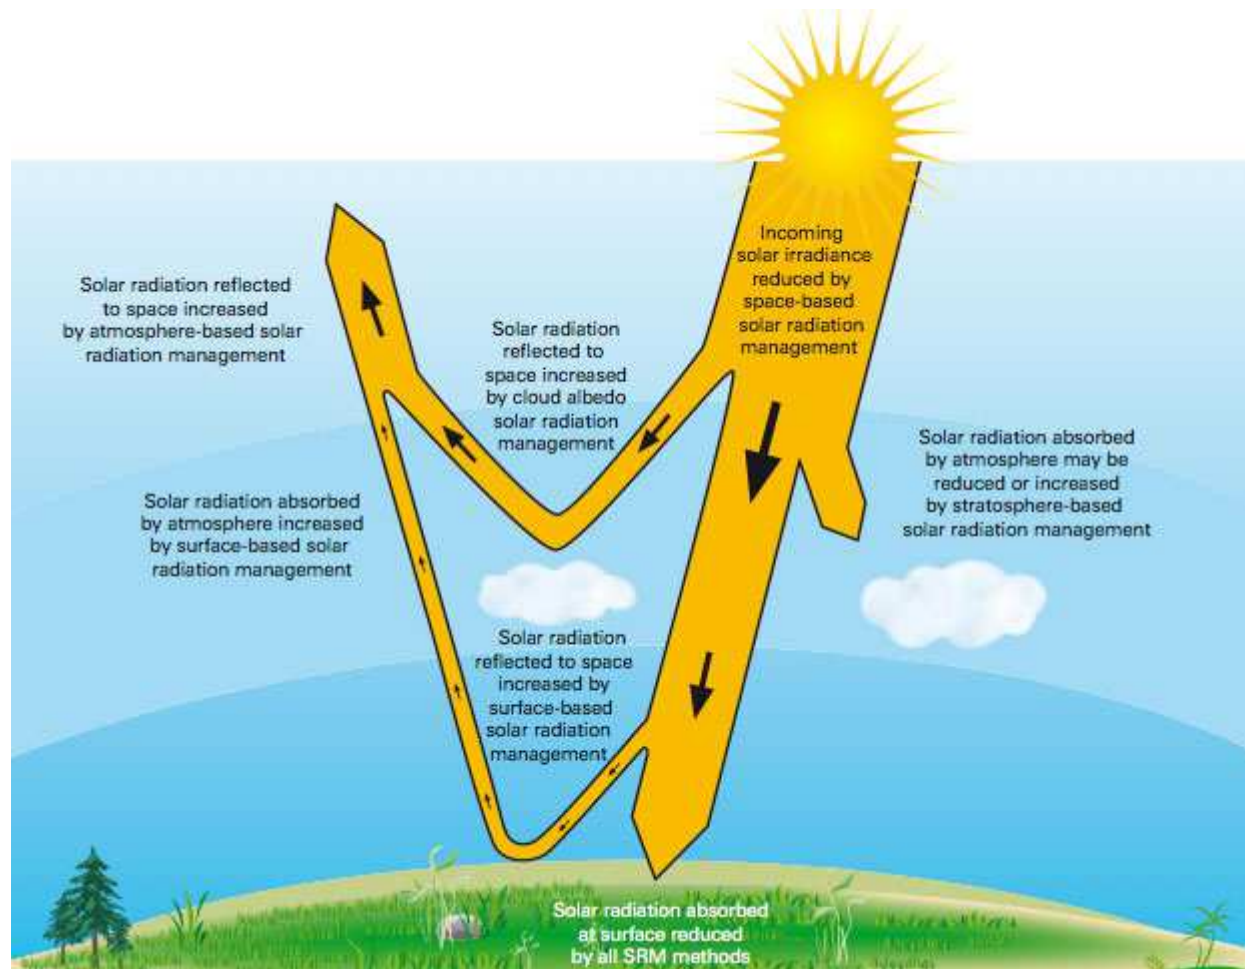 Incoming
solar irradiance
reduced by
space-based
solar radiation
management
Solar radiation reflected
to space increased
by atmosphere-based solar
radiation management
Solar radiation
reflected to
space increased
by cloud albedo
solar radiation
management
Solar radiation absorbed
by atmosphere may be
reduced or increased
by stratosphere-based
solar radiation management
Solar radiation absorbed
by atmosphere increased
by surface-based solar
radiation management
Solar radiation
reflected to space
increased by
surface-based
solar radiation
management
Solar radiation absorbed
at surface reduced
by all SRM methods